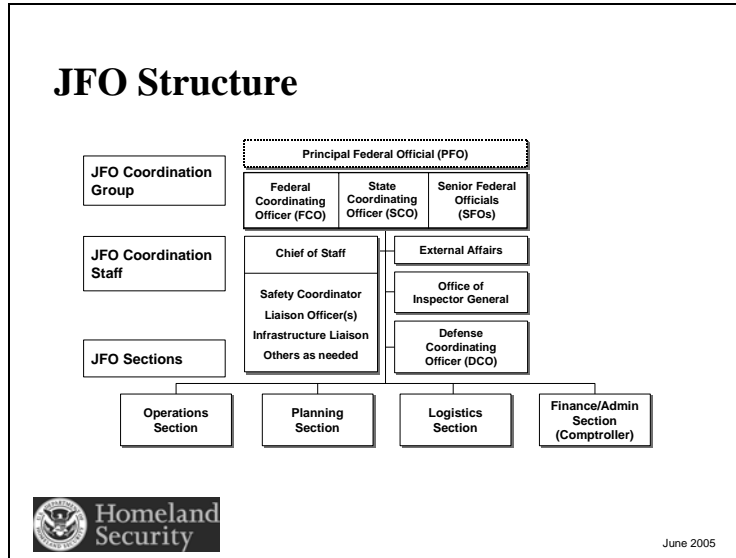 JFO Structure
JFO Coordination
Group
Principal Federal Official (PFO)
Federal
Coordinating
Officer (FCO)
State
Coordinating
Officer (SCO)
Senior Federal
Officials
(SFOs)
JFO Coordination
Staff
Chief of Staff
Safety Coordinator
Liaison Officer(s)
Infrastructure Liaison
Others as needed
External Affairs
Office of
Inspector General
Defense
Coordinating
Officer (DCO)
JFO Sections
Operations
Section
Planning
Section
Logistics
Section
Finance/Admin
Section
(Comptroller)
Homeland
Security
June 2005